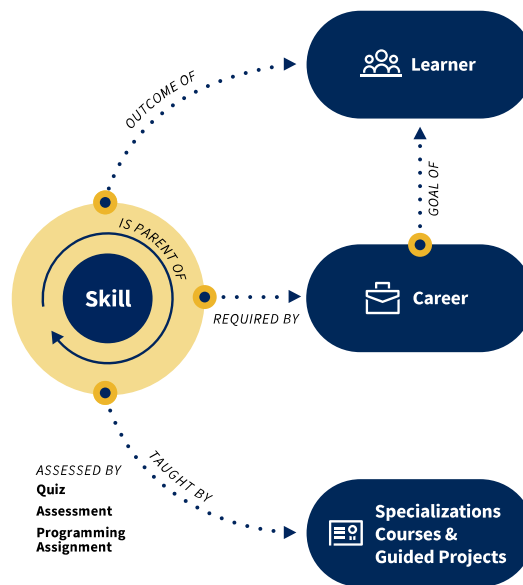 OUTCOME OF
Learner
GOAL OF
IS PARENT OF
Skill
Career
REQUIRED BY
TAUGHT BY
ASSESSED BY
Quiz
Assessment
Programming
Assignment
Specializations
Courses &
Guided Projects